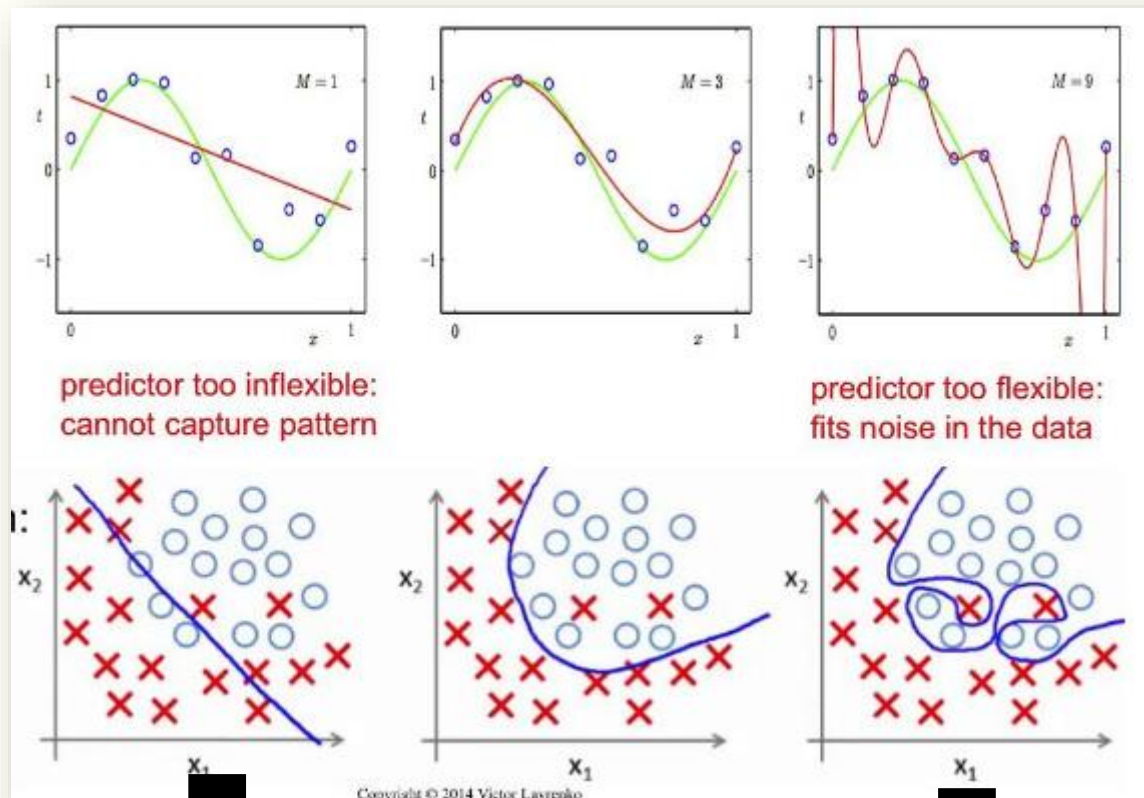 M = 1
M = 3
M = 9
1
t
0
−1
0
x
1
1
t
0
−1
0
x
1
1
t
0
−1
0
x
1
predictor too inflexible:
cannot capture pattern
predictor too flexible:
fits noise in the data
:
x2
x1
x2
x1
x2
x1
Copyright © 2014 Victor Lavrenko